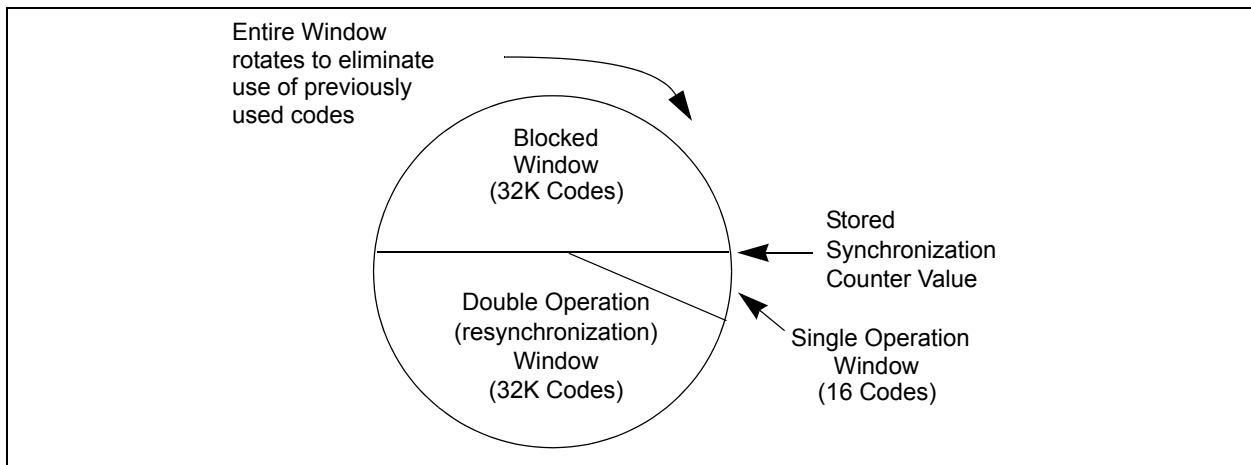 Entire Window
rotates to eliminate
use of previously
used codes
Blocked
Window
(32K Codes)
Stored
Synchronization
Counter Value
Double Operation
(resynchronization)
Window
(32K Codes)
Single Operation
Window
(16 Codes)